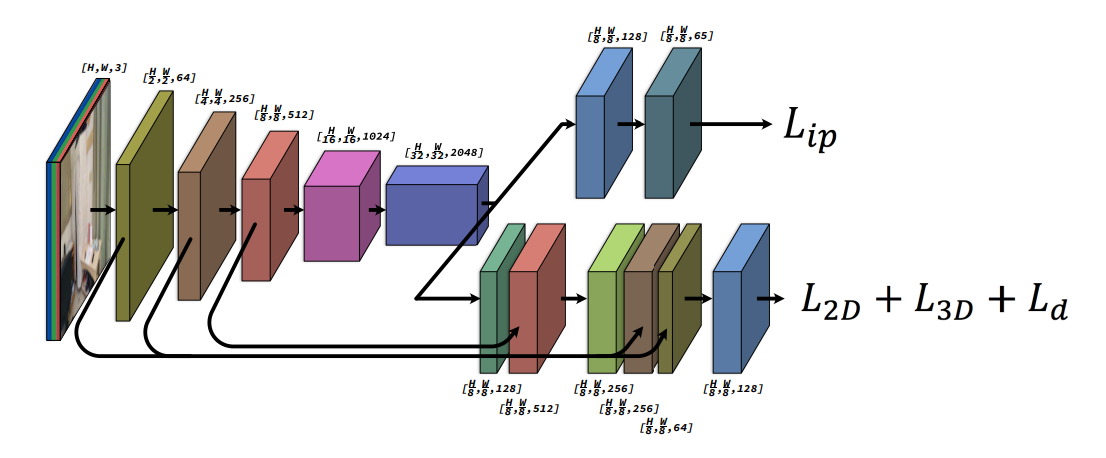 [H,W,3]
[H/2,W/2,64]
[H/4,W/4,256]
[H/8,W/8,512]
[H/16,W/16,1024]
[H/32,W/32,2048]
[H/8,W/8,128]
[H/8,W/8,65]
L_ip
L_2D + L_3D + L_d
[H/8,W/8,128]
[H/8,W/8,512]
[H/8,W/8,256]
[H/8,W/8,256]
[H/8,W/8,64]
[H/8,W/8,128]